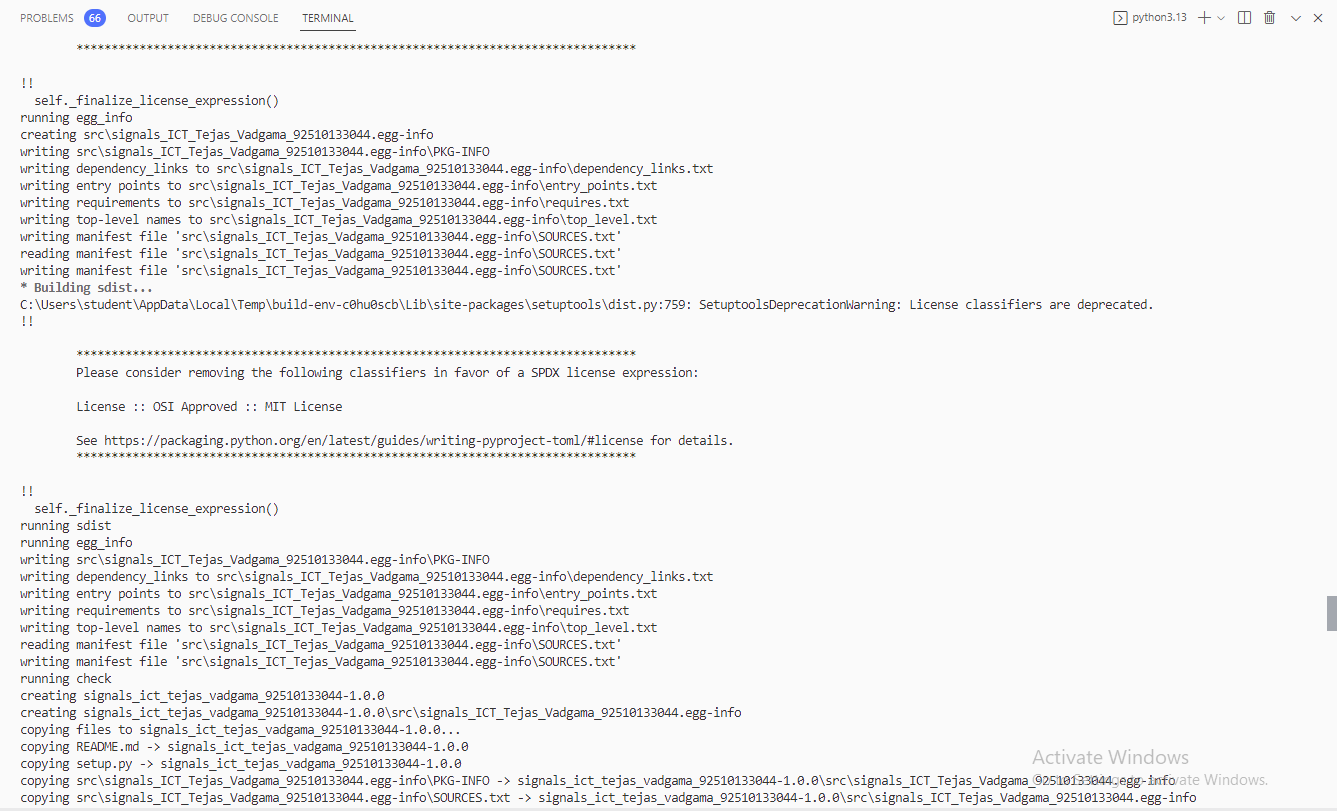 PROBLEMS 66 OUTPUT DEBUG CONSOLE TERMINAL python3.13
********************************************************************************
!!
self._finalize_license_expression()
running egg_info
creating src\signals_ICT_Tejas_Vadgama_92510133044.egg-info
writing src\signals_ICT_Tejas_Vadgama_92510133044.egg-info\PKG-INFO
writing dependency_links to src\signals_ICT_Tejas_Vadgama_92510133044.egg-info\dependency_links.txt
writing entry points to src\signals_ICT_Tejas_Vadgama_92510133044.egg-info\entry_points.txt
writing requirements to src\signals_ICT_Tejas_Vadgama_92510133044.egg-info\requires.txt
writing top-level names to src\signals_ICT_Tejas_Vadgama_92510133044.egg-info\top_level.txt
writing manifest file 'src\signals_ICT_Tejas_Vadgama_92510133044.egg-info\SOURCES.txt'
reading manifest file 'src\signals_ICT_Tejas_Vadgama_92510133044.egg-info\SOURCES.txt'
writing manifest file 'src\signals_ICT_Tejas_Vadgama_92510133044.egg-info\SOURCES.txt'
* Building sdist...
C:\Users\student\AppData\Local\Temp\build-env-c0hu0scb\Lib\site-packages\setuptools\dist.py:759: SetuptoolsDeprecationWarning: License classifiers are deprecated.
!!
********************************************************************************
Please consider removing the following classifiers in favor of a SPDX license expression:
License :: OSI Approved :: MIT License
See https://packaging.python.org/en/latest/guides/writing-pyproject-toml/#license for details.
********************************************************************************
!!
self._finalize_license_expression()
running sdist
running egg_info
writing src\signals_ICT_Tejas_Vadgama_92510133044.egg-info\PKG-INFO
writing dependency_links to src\signals_ICT_Tejas_Vadgama_92510133044.egg-info\dependency_links.txt
writing entry points to src\signals_ICT_Tejas_Vadgama_92510133044.egg-info\entry_points.txt
writing requirements to src\signals_ICT_Tejas_Vadgama_92510133044.egg-info\requires.txt
writing top-level names to src\signals_ICT_Tejas_Vadgama_92510133044.egg-info\top_level.txt
reading manifest file 'src\signals_ICT_Tejas_Vadgama_92510133044.egg-info\SOURCES.txt'
writing manifest file 'src\signals_ICT_Tejas_Vadgama_92510133044.egg-info\SOURCES.txt'
running check
creating signals_ict_tejas_vadgama_92510133044-1.0.0
creating signals_ict_tejas_vadgama_92510133044-1.0.0\src\signals_ICT_Tejas_Vadgama_92510133044.egg-info
copying files to signals_ict_tejas_vadgama_92510133044-1.0.0...
copying README.md -> signals_ict_tejas_vadgama_92510133044-1.0.0
copying setup.py -> signals_ict_tejas_vadgama_92510133044-1.0.0
copying src\signals_ICT_Tejas_Vadgama_92510133044.egg-info\PKG-INFO -> signals_ict_tejas_vadgama_92510133044-1.0.0\src\signals_ICT_Tejas_Vadgama_92510133044.egg-info
copying src\signals_ICT_Tejas_Vadgama_92510133044.egg-info\SOURCES.txt -> signals_ict_tejas_vadgama_92510133044-1.0.0\src\signals_ICT_Tejas_Vadgama_92510133044.egg-info
Activate Windows
Go to Settings to activate Windows.